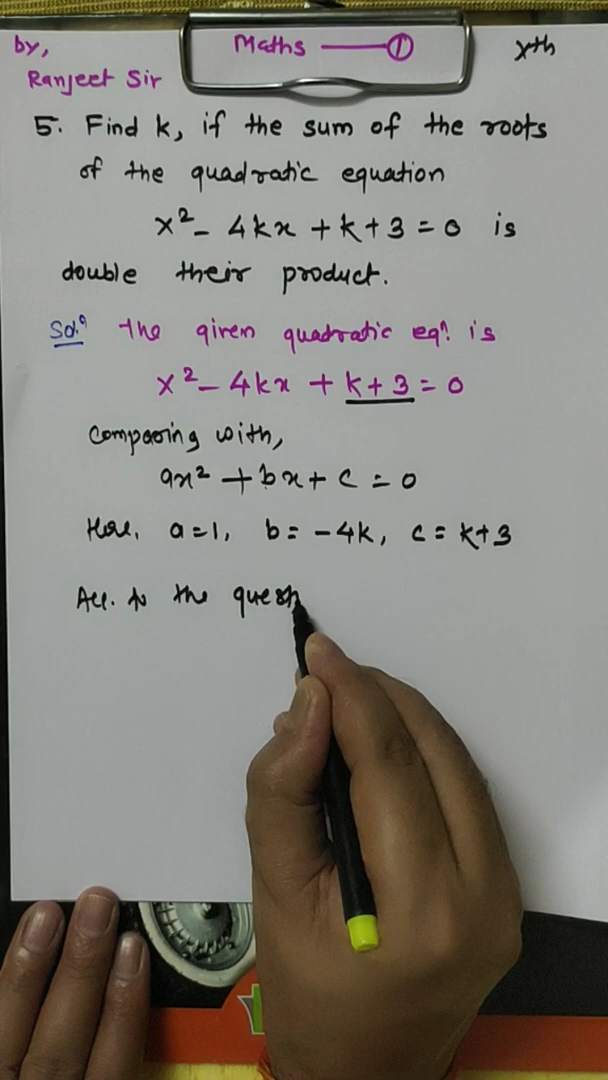 by,
Ranjeet Sir
Maths ——①
Xth
5. Find k, if the sum of the roots
of the quadratic equation
x² - 4kx + k + 3 = 0 is
double their product.
Solⁿ The given quadratic eqⁿ. is
x² - 4kx + k + 3 = 0
Comparing with,
ax² + bx + c = 0
Here, a = 1, b = -4k, c = k + 3
Acc. to the quest